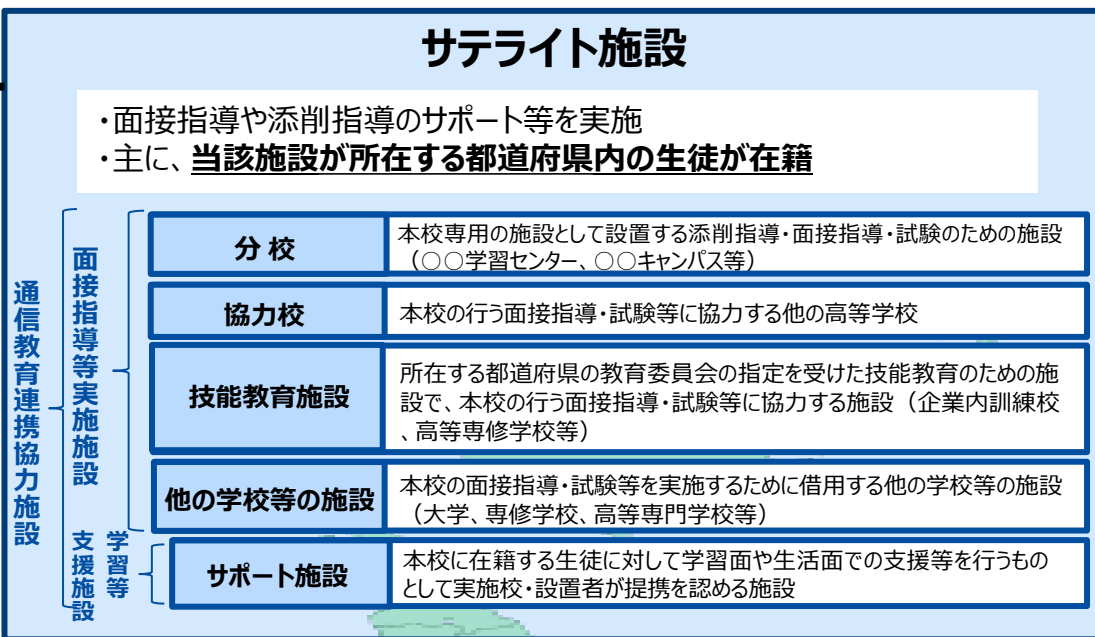 サテライト施設
・面接指導や添削指導のサポート等を実施
・主に、当該施設が所在する都道府県内の生徒が在籍
通信教育連携協力施設
面接指導等実施施設
分 校
本校専用の施設として設置する添削指導・面接指導・試験のための施設
（○○学習センター、○○キャンパス等）
協力校
本校の行う面接指導・試験等に協力する他の高等学校
技能教育施設
所在する都道府県の教育委員会の指定を受けた技能教育のための施
設で、本校の行う面接指導・試験等に協力する施設（企業内訓練校
、高等専修学校等）
他の学校等の施設
本校の面接指導・試験等を実施するために借用する他の学校等の施設
（大学、専修学校、高等専門学校等）
学習等
支援施設
サポート施設
本校に在籍する生徒に対して学習面や生活面での支援等を行うもの
として実施校・設置者が提携を認める施設